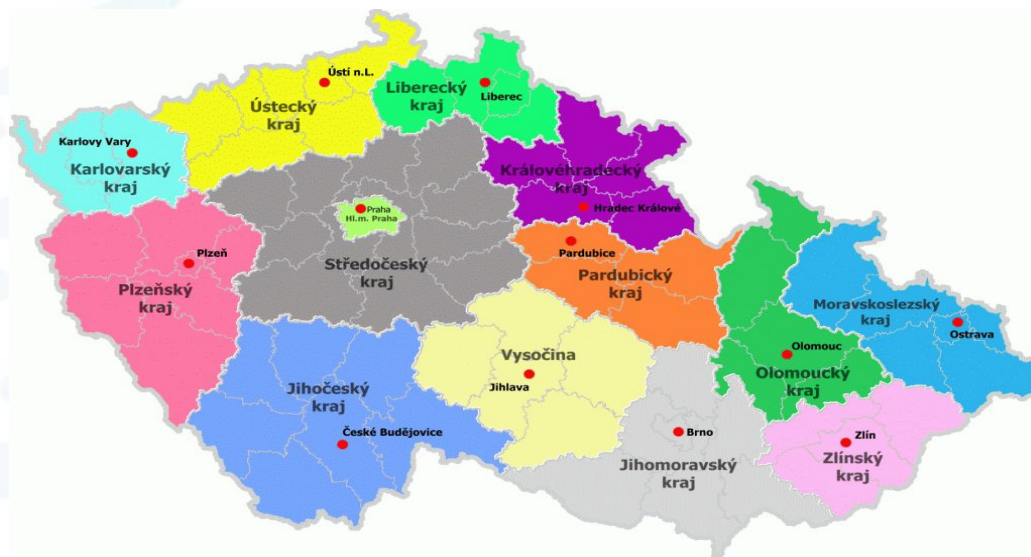 Ústí n.L.
Ústecký
kraj
Liberecký
kraj
Liberec
Karlovy Vary
Karlovarský
kraj
Královéhradecký
kraj
Hradec Králové
Praha
Hl.m. Praha
Plzeň
Plzeňský
kraj
Středočeský
kraj
Pardubice
Pardubický
kraj
Moravskoslezský
kraj
Ostrava
Olomouc
Olomoucký
kraj
Vysočina
Jihlava
Jihočeský
kraj
České Budějovice
Brno
Jihomoravský
kraj
Zlín
Zlínský
kraj